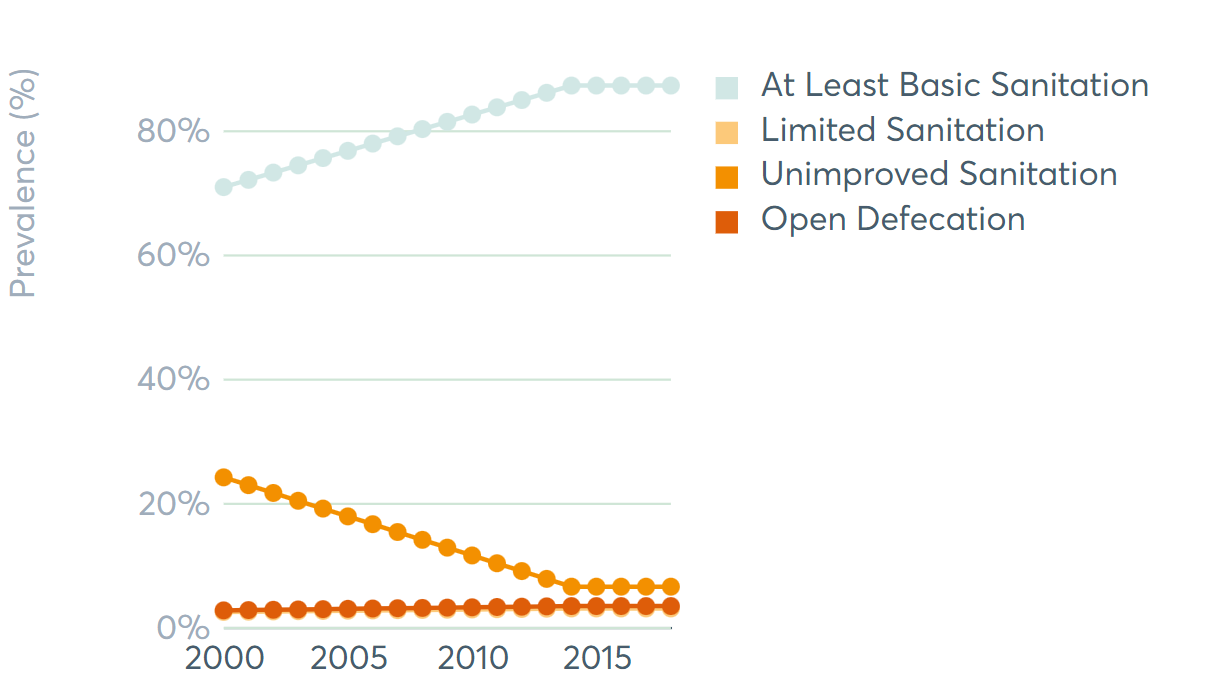 Prevalence (%)
80%
60%
40%
20%
0%
2000 2005 2010 2015
At Least Basic Sanitation
Limited Sanitation
Unimproved Sanitation
Open Defecation